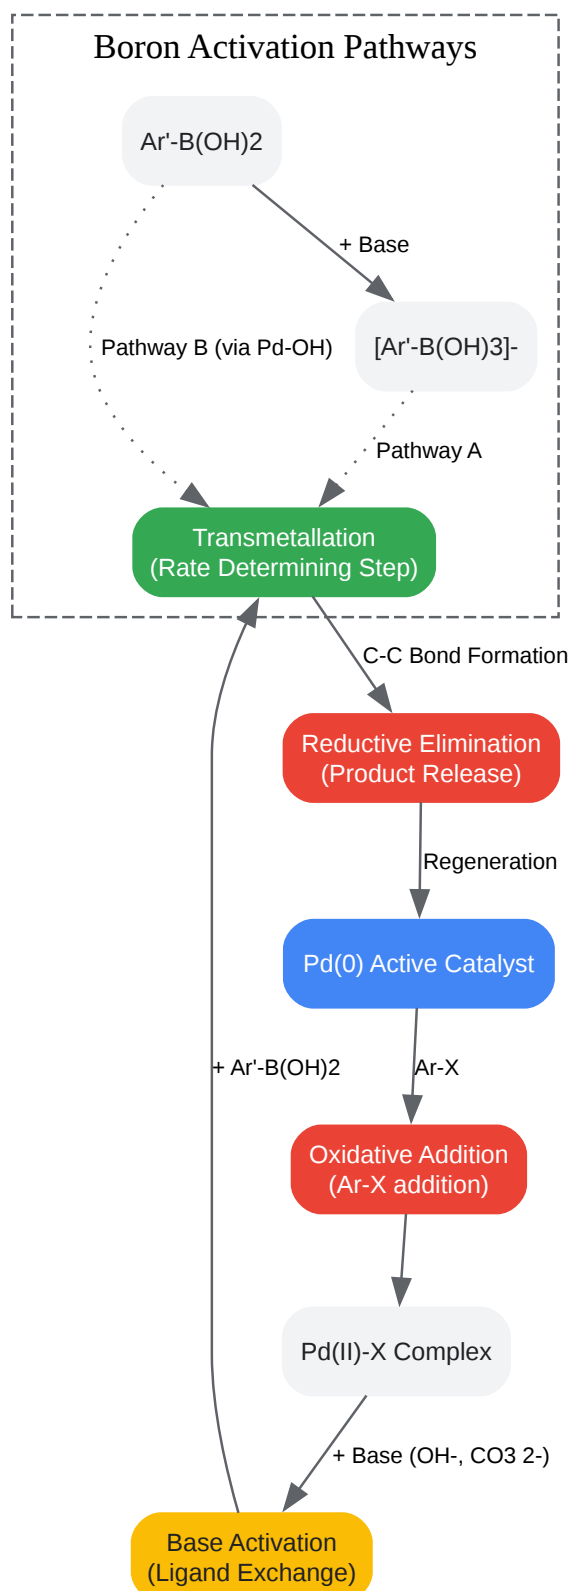 Boron Activation Pathways
Ar'-B(OH)2
+ Base
Pathway B (via Pd-OH)
[Ar'-B(OH)3]-
Pathway A
Transmetallation
(Rate Determining Step)
C-C Bond Formation
Reductive Elimination
(Product Release)
Regeneration
Pd(0) Active Catalyst
+ Ar'-B(OH)2
Ar-X
Oxidative Addition
(Ar-X addition)
Pd(II)-X Complex
+ Base (OH-, CO3 2-)
Base Activation
(Ligand Exchange)